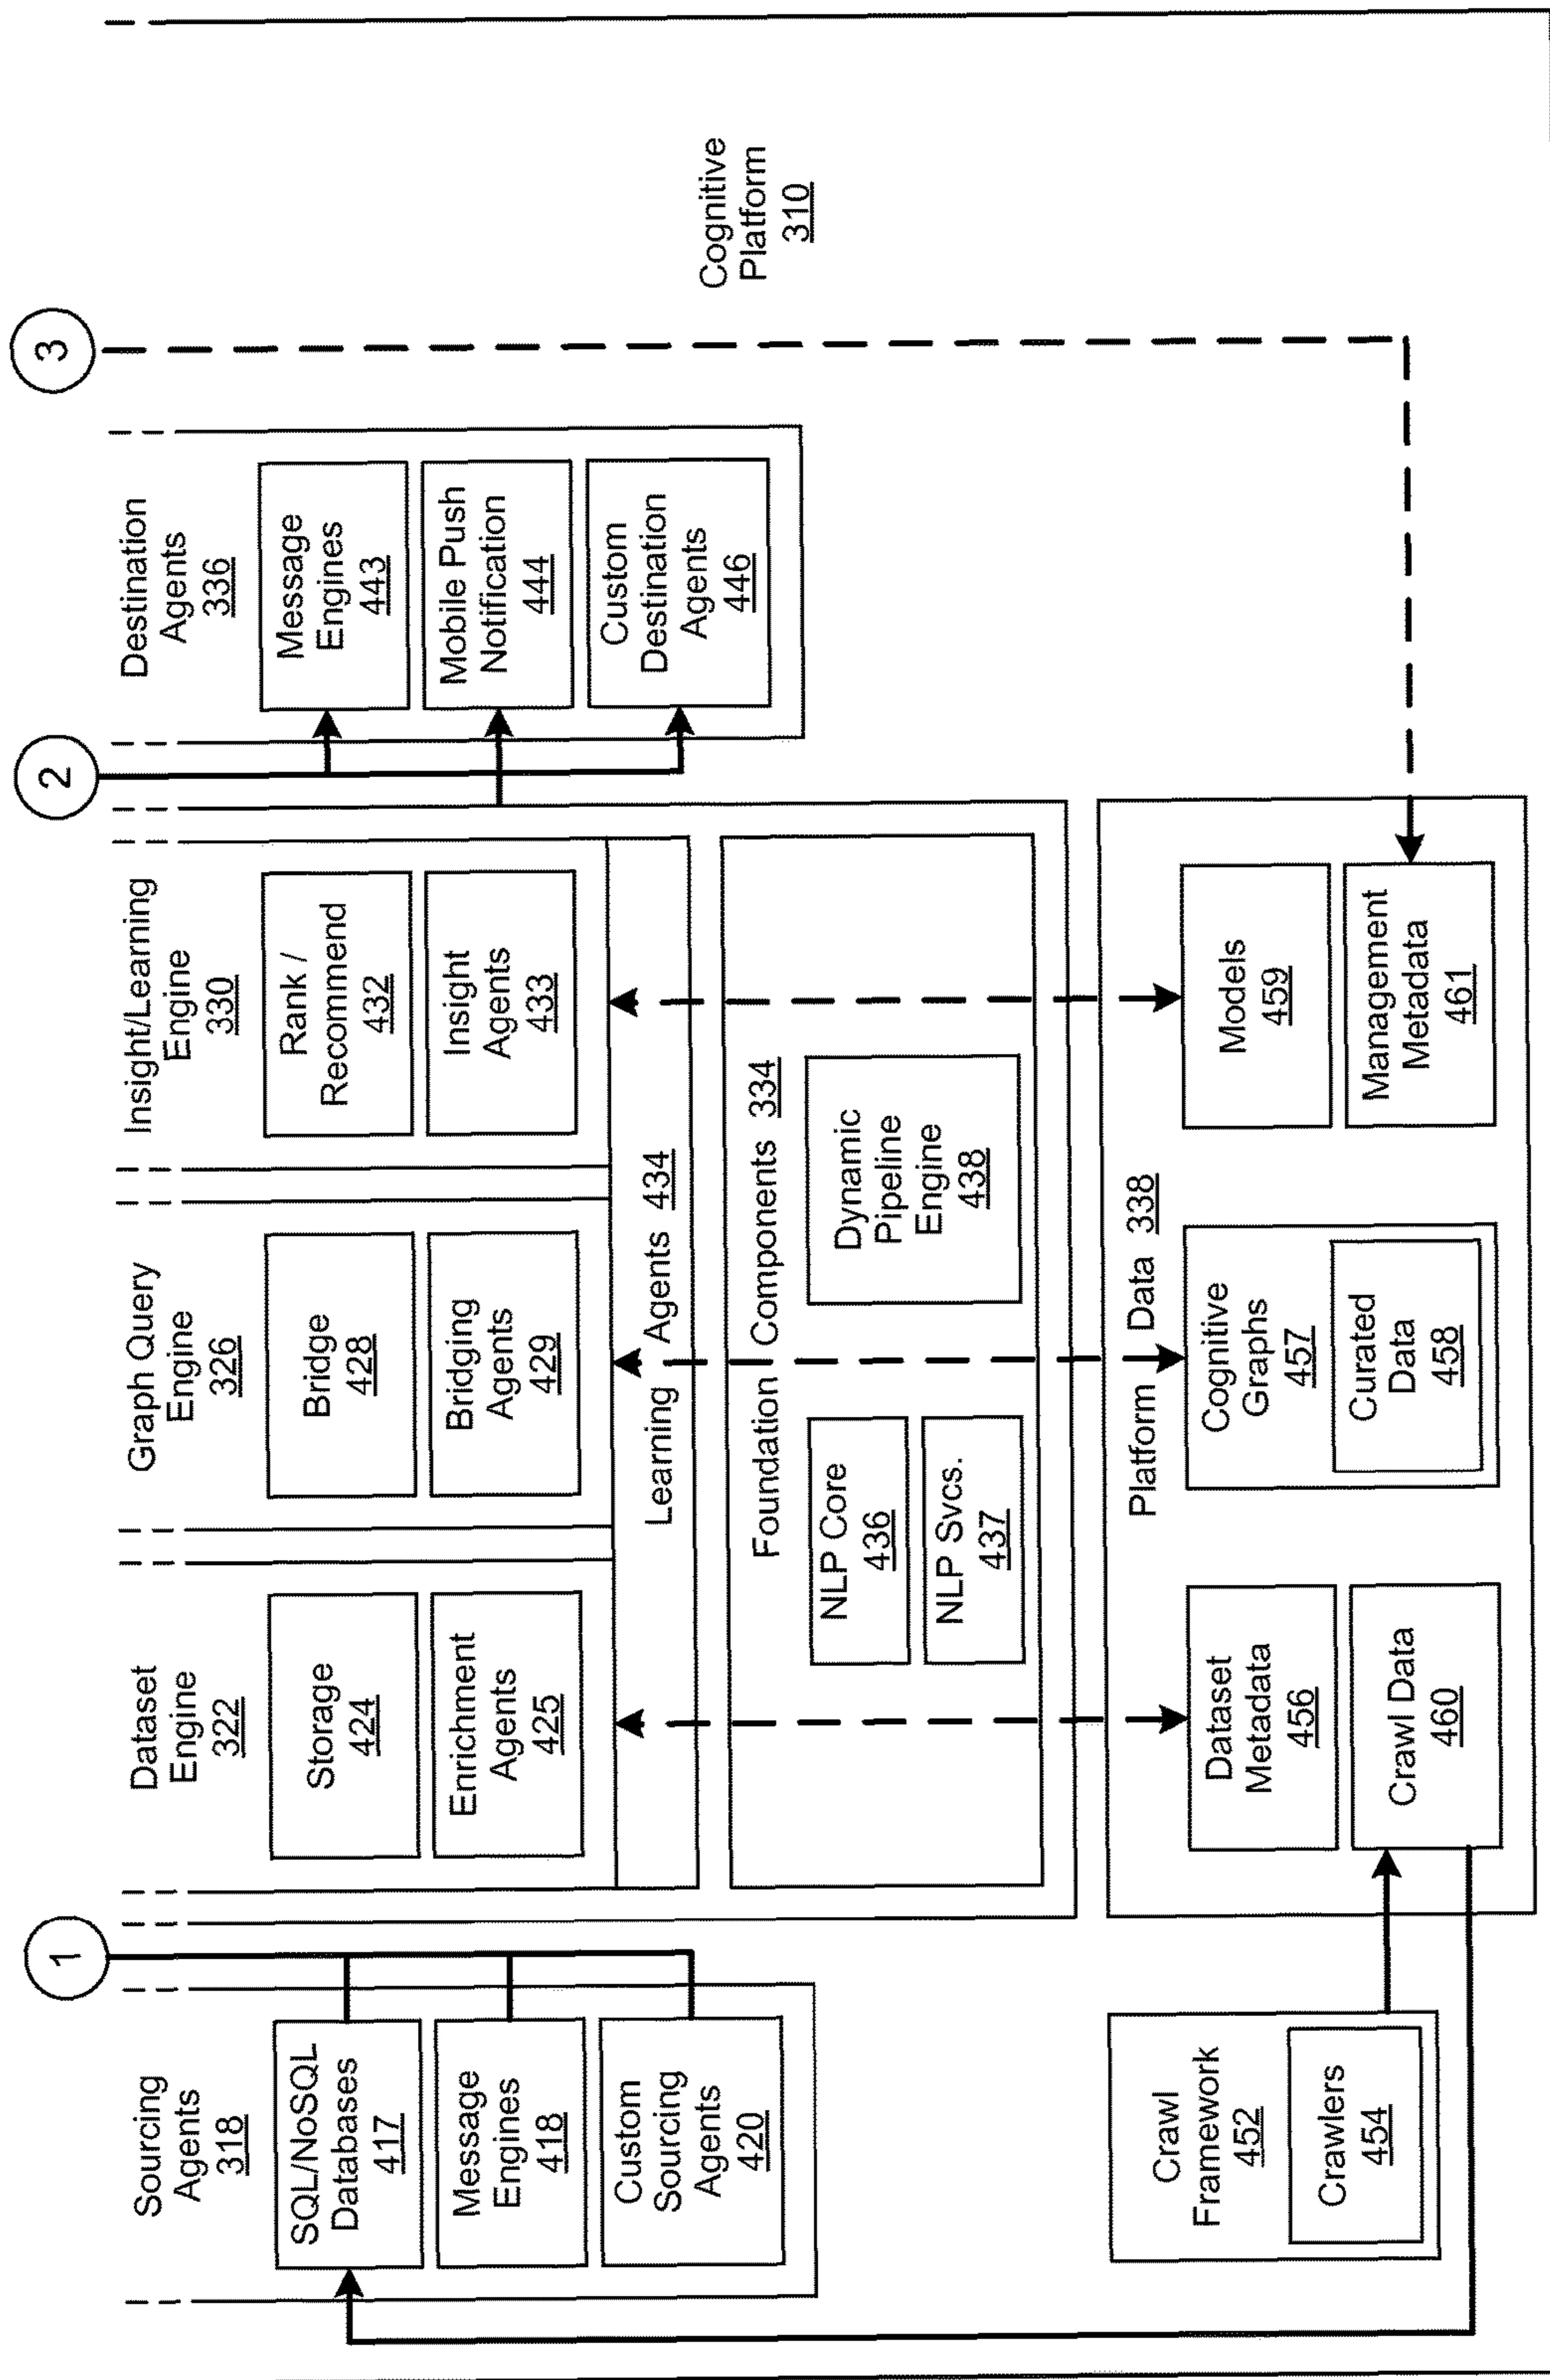 1
2
3
Sourcing
Agents
318
SQL/NoSQL
Databases
417
Message
Engines
418
Custom
Sourcing
Agents
420
Dataset
Engine
322
Storage
424
Enrichment
Agents
425
Graph Query
Engine
326
Bridge
428
Bridging
Agents
429
Insight/Learning
Engine
330
Rank /
Recommend
432
Insight
Agents
433
Learning Agents 434
Foundation Components 334
NLP Core
436
NLP Svcs.
437
Dynamic
Pipeline
Engine
438
Destination
Agents
336
Message
Engines
443
Mobile Push
Notification
444
Custom
Destination
Agents
446
Cognitive
Platform
310
Crawl
Framework
452
Crawlers
454
Platform Data 338
Dataset
Metadata
456
Crawl Data
460
Cognitive
Graphs
457
Curated
Data
458
Models
459
Management
Metadata
461